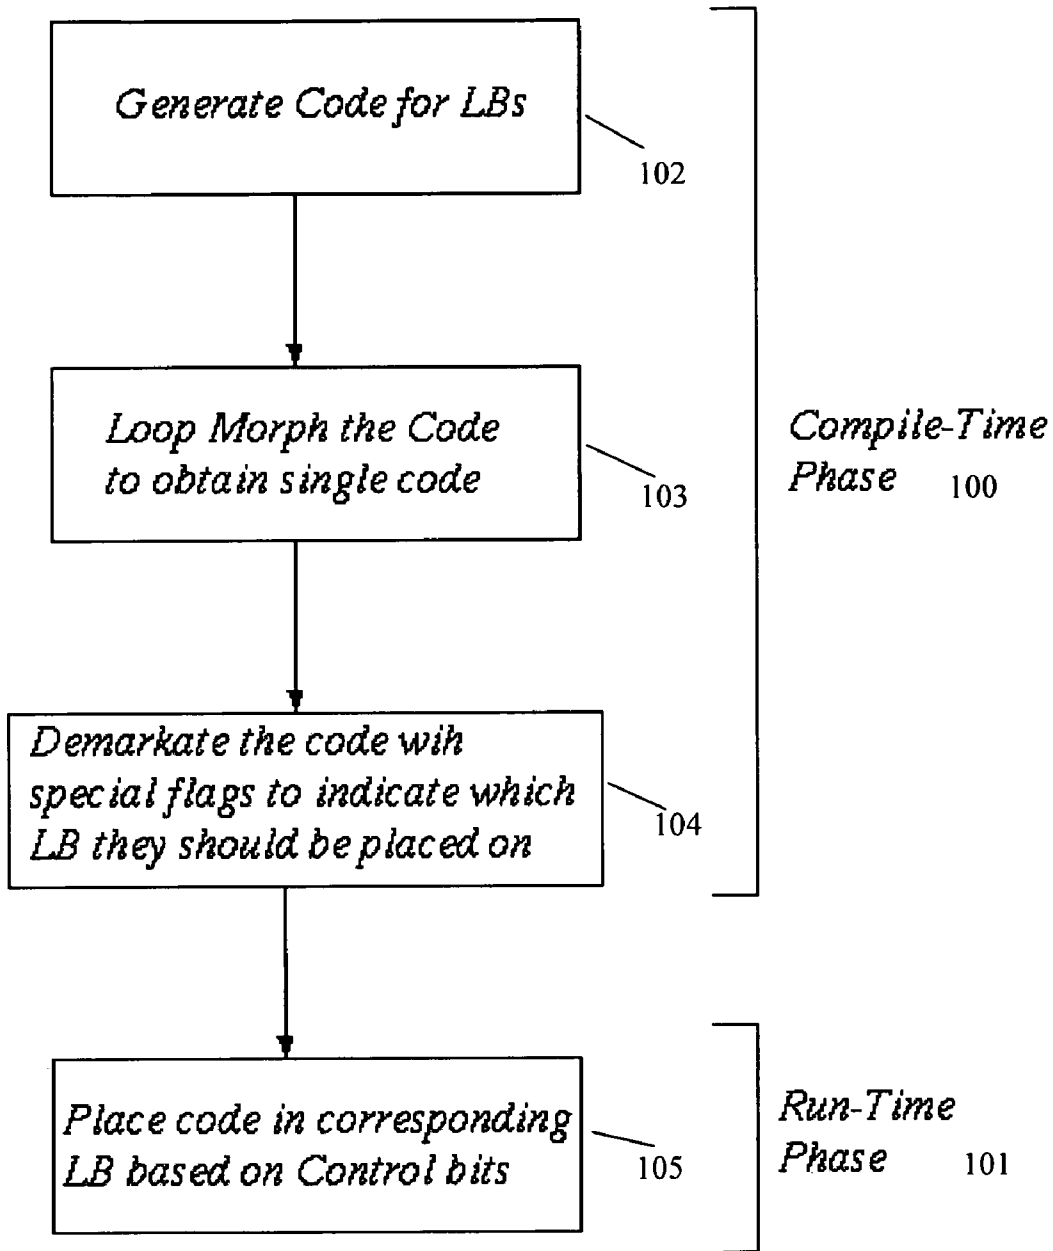 Generate Code for LBs
102
Loop Morph the Code
to obtain single code
103
Compile-Time
Phase 100
Demarkate the code wih
special flags to indicate which
LB they should be placed on
104
Place code in corresponding
LB based on Control bits
105
Run-Time
Phase 101